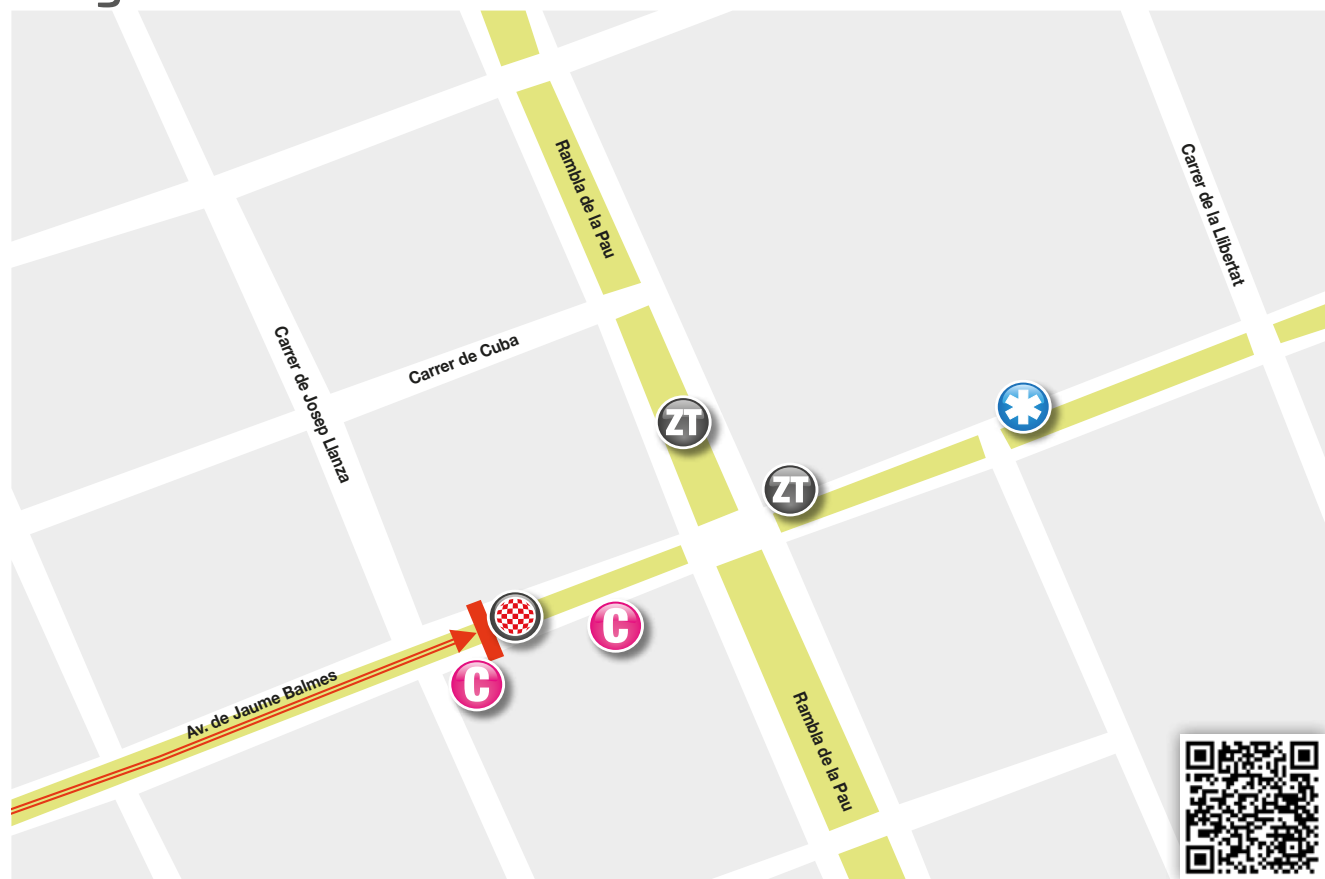 Rambla de la Pau
Carrer de la Llibertat
Carrer de Josep Llanza
Carrer de Cuba
ZT
ZT
C
C
Av. de Jaume Balmes
Rambla de la Pau